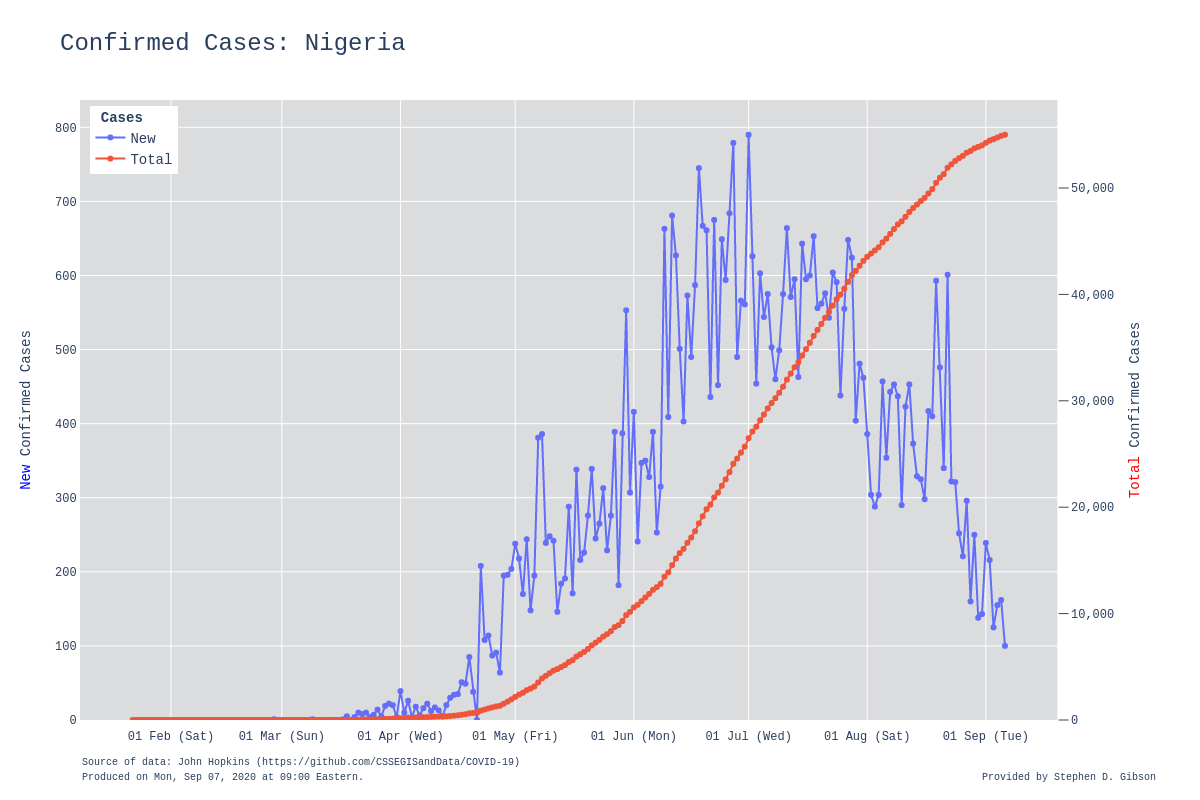 Confirmed Cases: Nigeria
Cases
New
Total
800
700
600
500
400
300
200
100
0
50,000
40,000
30,000
20,000
10,000
0
New Confirmed Cases
Total Confirmed Cases
01 Feb (Sat)
01 Mar (Sun)
01 Apr (Wed)
01 May (Fri)
01 Jun (Mon)
01 Jul (Wed)
01 Aug (Sat)
01 Sep (Tue)
Source of data: John Hopkins (https://github.com/CSSEGISandData/COVID-19)
Produced on Mon, Sep 07, 2020 at 09:00 Eastern.
Provided by Stephen D. Gibson